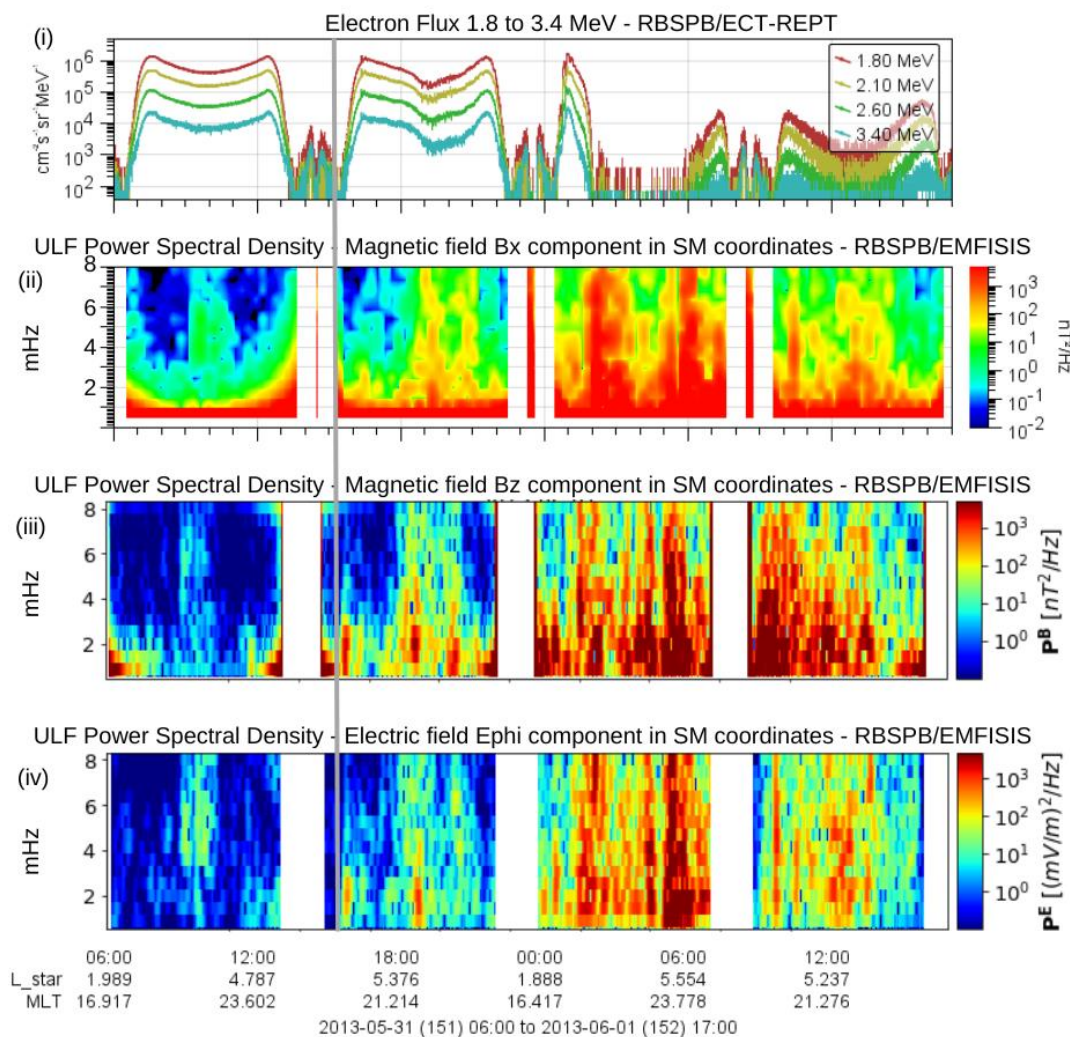 Electron Flux 1.8 to 3.4 MeV - RBSPB/ECT-REPT
(i)
cm⁻²s⁻¹sr⁻¹MeV⁻¹
10⁶
10⁵
10⁴
10³
10²
1.80 MeV
2.10 MeV
2.60 MeV
3.40 MeV
ULF Power Spectral Density - Magnetic field Bx component in SM coordinates - RBSPB/EMFISIS
(ii)
mHz
8
6
4
2
10³
10²
10¹
10⁰
10⁻¹
10⁻²
nT²/Hz
ULF Power Spectral Density - Magnetic field Bz component in SM coordinates - RBSPB/EMFISIS
(iii)
mHz
8
6
4
2
10³
10²
10¹
10⁰
P^B [nT²/Hz]
ULF Power Spectral Density - Electric field Ephi component in SM coordinates - RBSPB/EMFISIS
(iv)
mHz
8
6
4
2
10³
10²
10¹
10⁰
P^E [(mV/m)²/Hz]
06:00 12:00 18:00 00:00 06:00 12:00
L_star 1.989 4.787 5.376 1.888 5.554 5.237
MLT 16.917 23.602 21.214 16.417 23.778 21.276
2013-05-31 (151) 06:00 to 2013-06-01 (152) 17:00